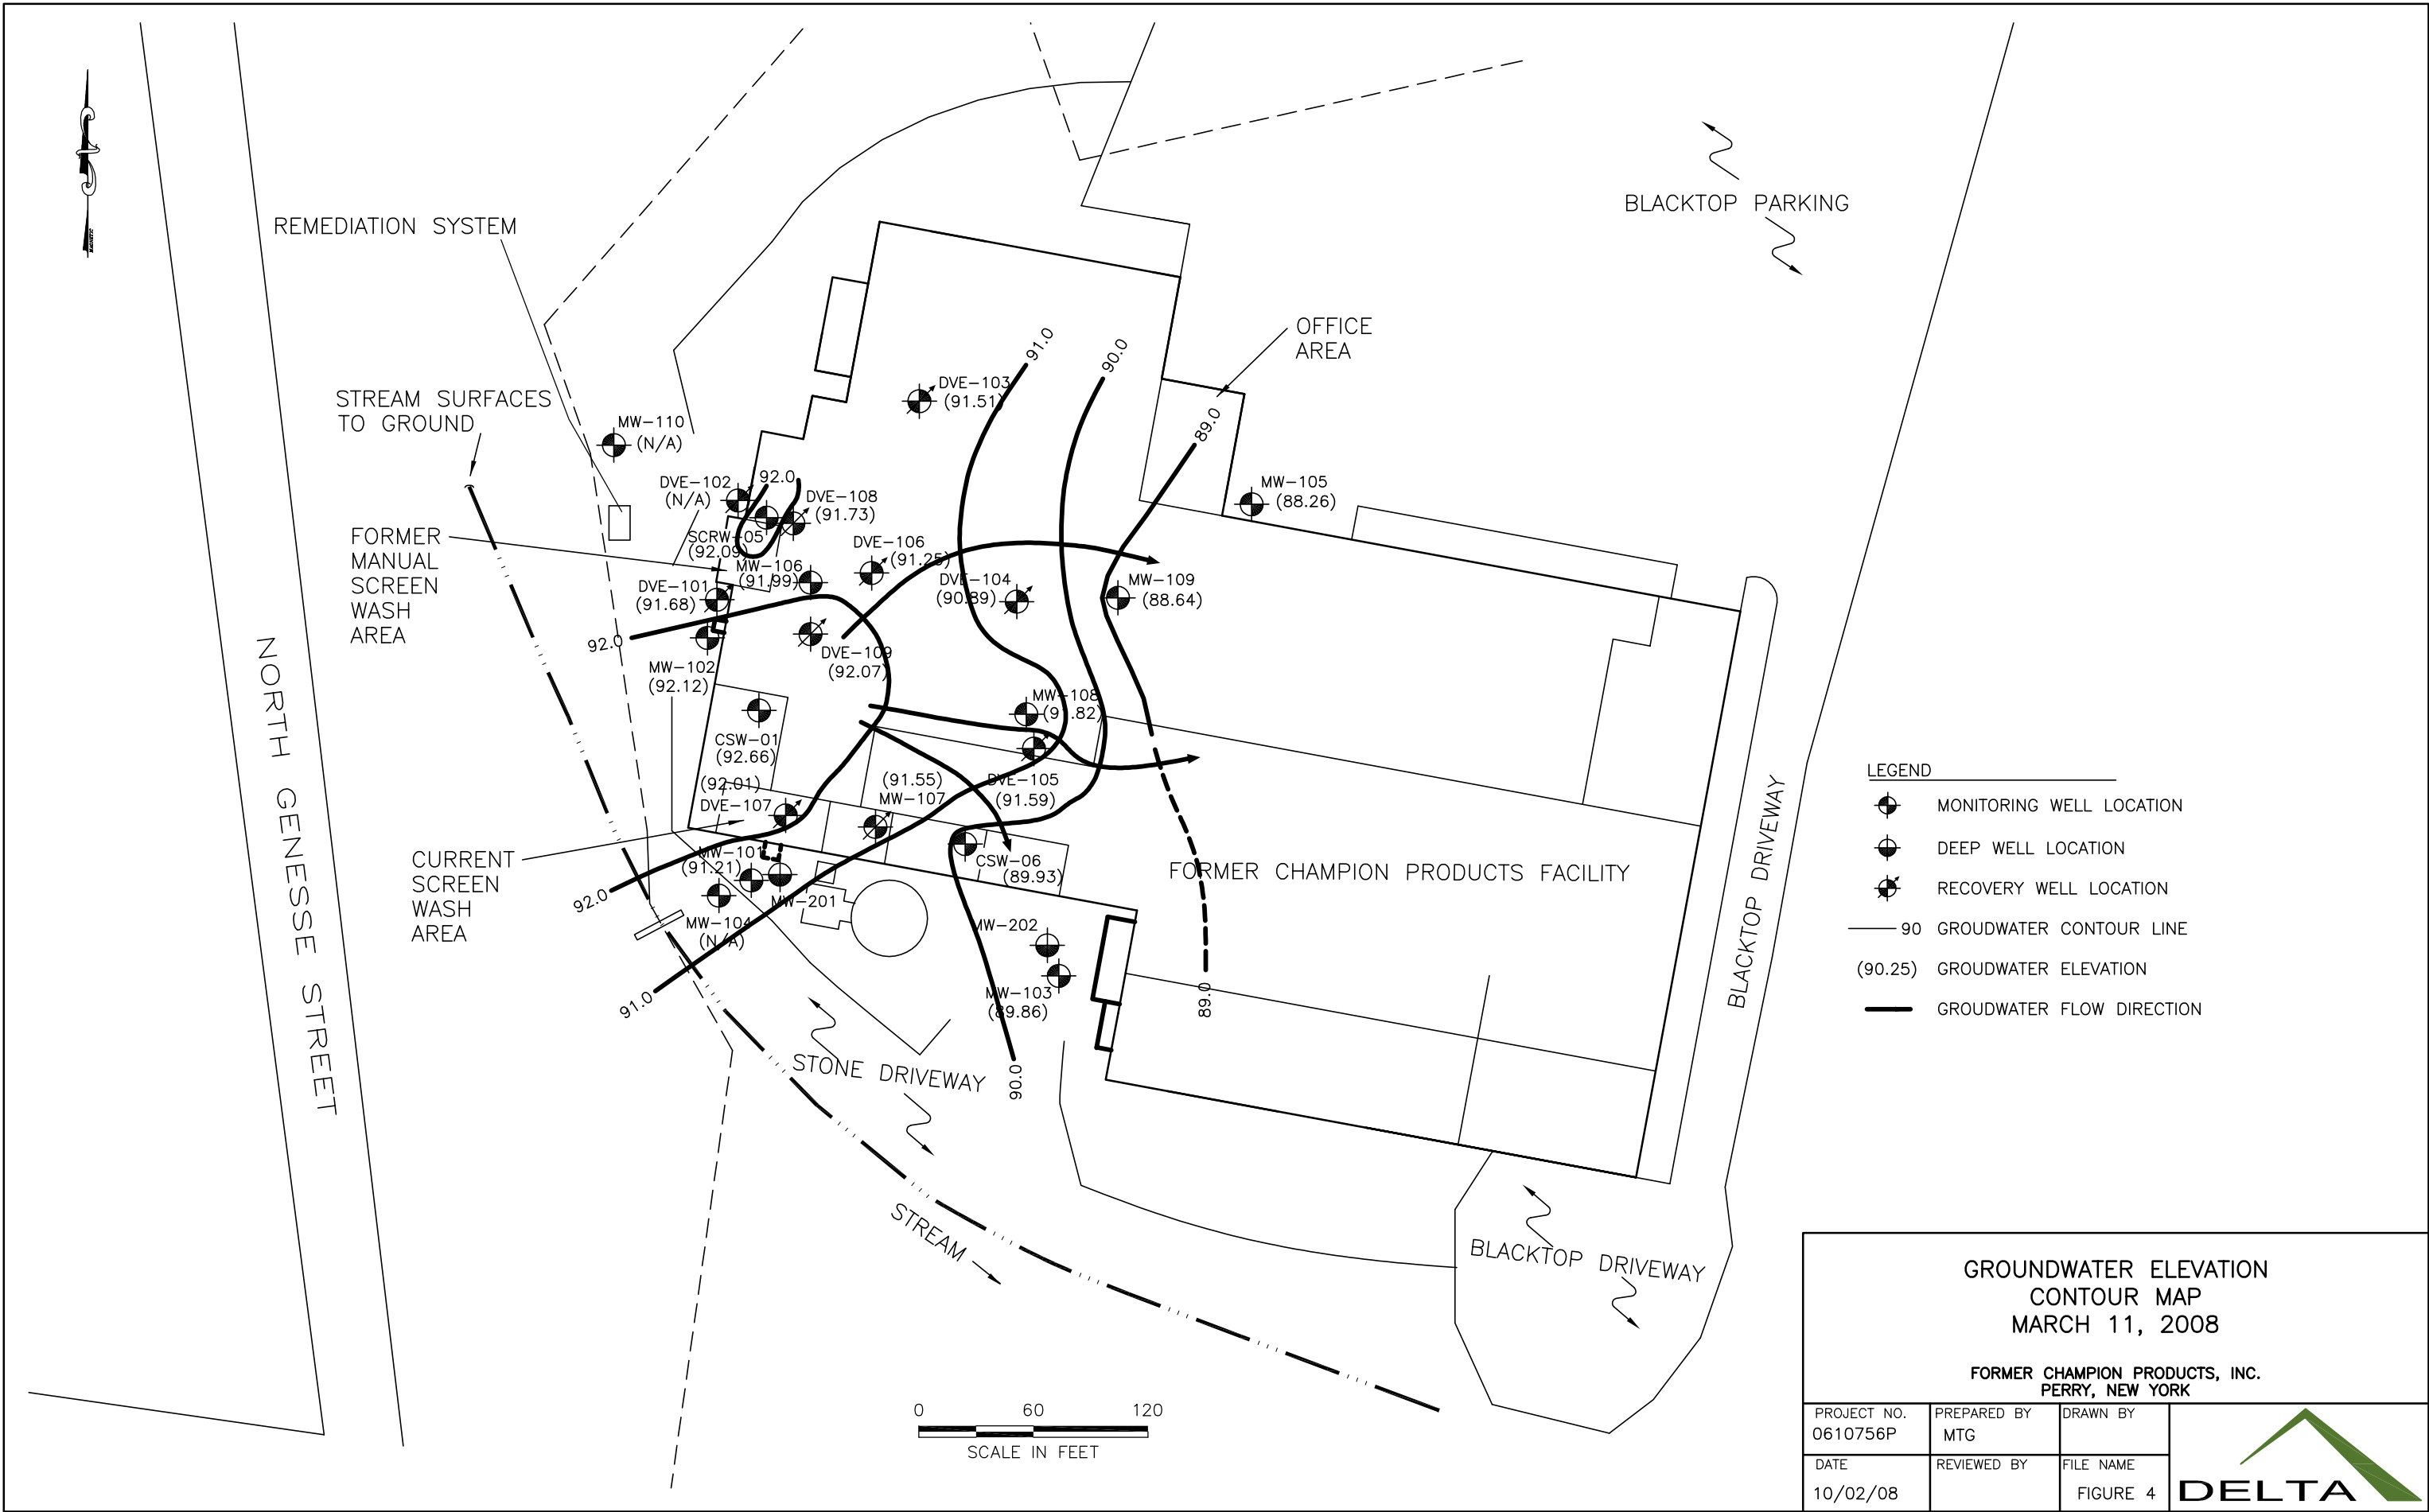 REMEDIATION SYSTEM
STREAM SURFACES
TO GROUND
BLACKTOP PARKING
OFFICE
AREA
91.0
90.0
89.0
DVE-103
(91.51)
MW-110
(N/A)
DVE-102
(N/A)
92.0
DVE-108
(91.73)
MW-105
(88.26)
FORMER
MANUAL
SCREEN
WASH
AREA
SCRW-05
(92.09)
DVE-106
(91.25)
MW-106
(91.99)
DVE-101
(91.68)
DVE-104
(90.89)
MW-109
(88.64)
92.0
MW-102
(92.12)
DVE-109
(92.07)
MW-108
(91.82)
CSW-01
(92.66)
(92.01)
DVE-107
(91.55)
MW-107
DVE-105
(91.59)
CURRENT
SCREEN
WASH
AREA
MW-101
(91.21)
CSW-06
(89.93)
FORMER CHAMPION PRODUCTS FACILITY
92.0
MW-201
MW-104
(N/A)
MW-202
MW-103
(89.86)
91.0
89.0
90.0
NORTH GENESSE STREET
STONE DRIVEWAY
STREAM
BLACKTOP DRIVEWAY
BLACKTOP DRIVEWAY
LEGEND
MONITORING WELL LOCATION
DEEP WELL LOCATION
RECOVERY WELL LOCATION
90 GROUDWATER CONTOUR LINE
(90.25) GROUDWATER ELEVATION
GROUDWATER FLOW DIRECTION
0 60 120
SCALE IN FEET
GROUNDWATER ELEVATION
CONTOUR MAP
MARCH 11, 2008
FORMER CHAMPION PRODUCTS, INC.
PERRY, NEW YORK
PROJECT NO.
0610756P
PREPARED BY
MTG
DRAWN BY
DATE
10/02/08
REVIEWED BY
FILE NAME
FIGURE 4
DELTA